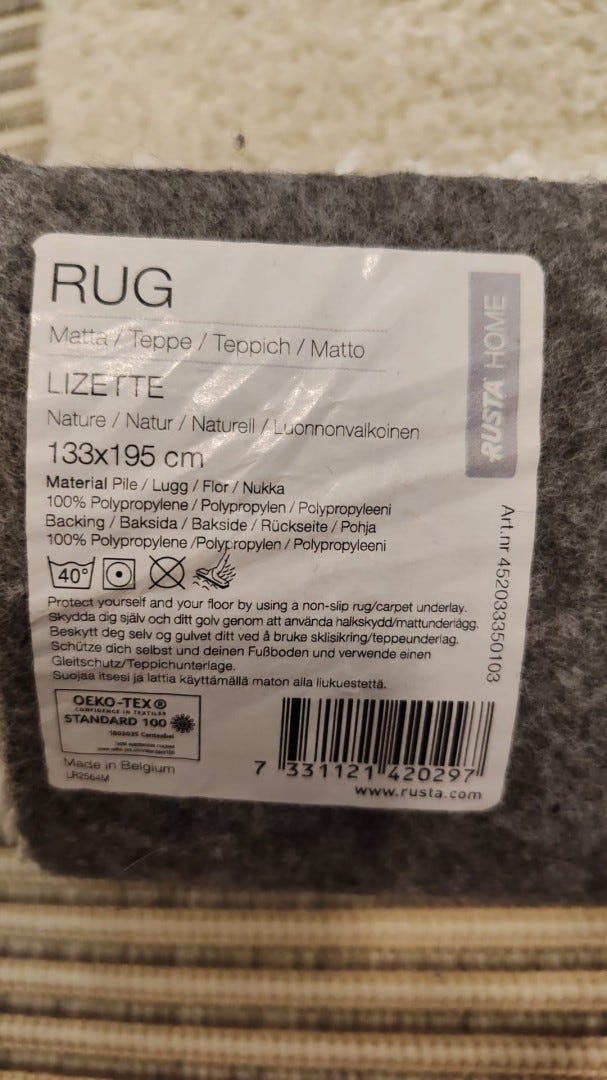 RUG
Matta / Teppe / Teppich / Matto
LIZETTE
Nature / Natur / Naturell / Luonnonvalkoinen
133x195 cm
Material Pile / Lugg / Flor / Nukka
100% Polypropylene / Polypropylen / Polypropyleeni
Backing / Baksida / Bakside / Rückseite / Pohja
100% Polypropylene /Polypropylen / Polypropyleeni
40°
Protect yourself and your floor by using a non-slip rug/carpet underlay.
Skydda dig själv och ditt golv genom att använda halkskydd/mattunderlägg.
Beskytt deg selv og gulvet ditt ved å bruke sklisikring/teppeunderlag.
Schütze dich selbst und deinen Fußboden und verwende einen
Gleitschutz/Teppichunterlage.
Suojaa itsesi ja lattia käyttämällä maton alla liukuestettä.
OEKO-TEX®
CONFIDENCE IN TEXTILES
STANDARD 100
1803035 Centexbel
Made in Belgium
LR2564M
7 331121 420297
www.rusta.com
RUSTA HOME
Art.nr 452033350103